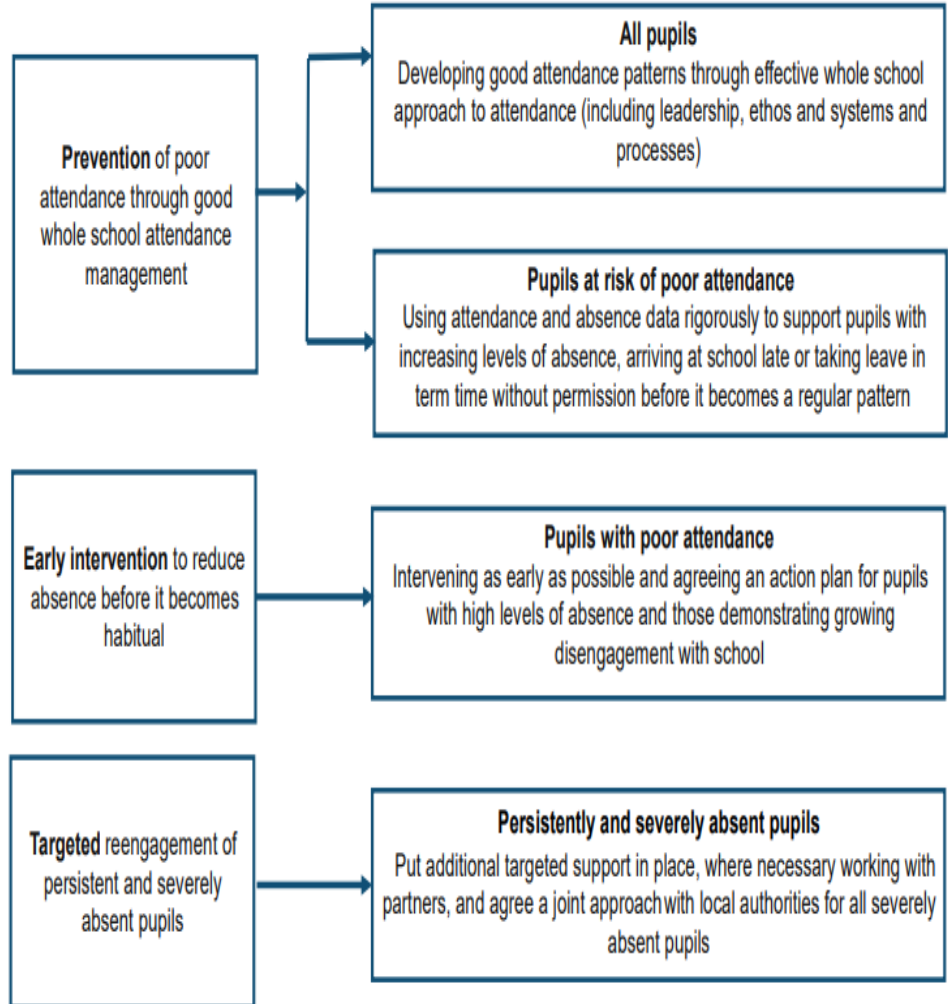 Prevention of poor
attendance through good
whole school attendance
management
All pupils
Developing good attendance patterns through effective whole school
approach to attendance (including leadership, ethos and systems and
processes)
Pupils at risk of poor attendance
Using attendance and absence data rigorously to support pupils with
increasing levels of absence, arriving at school late or taking leave in
term time without permission before it becomes a regular pattern
Early intervention to reduce
absence before it becomes
habitual
Pupils with poor attendance
Intervening as early as possible and agreeing an action plan for pupils
with high levels of absence and those demonstrating growing
disengagement with school
Targeted reengagement of
persistent and severely
absent pupils
Persistently and severely absent pupils
Put additional targeted support in place, where necessary working with
partners, and agree a joint approach with local authorities for all severely
absent pupils